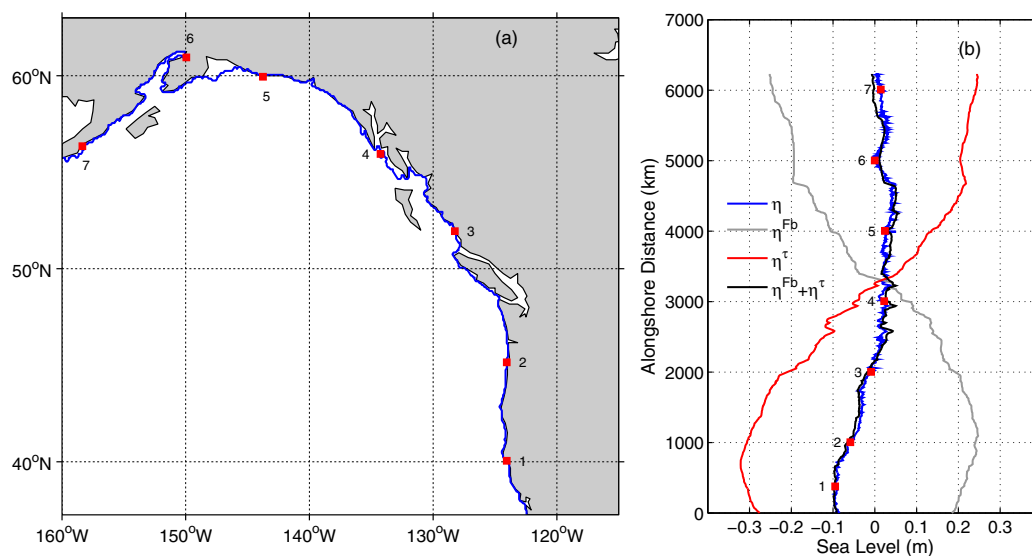 (a)
60°N
50°N
40°N
160°W
150°W
140°W
130°W
120°W
6
5
4
7
3
2
1
(b)
7000
6000
5000
4000
3000
2000
1000
0
Alongshore Distance (km)
−0.3
−0.2
−0.1
0
0.1
0.2
0.3
Sea Level (m)
η
η^Fb
η^τ
η^Fb+η^τ
7
6
5
4
3
2
1